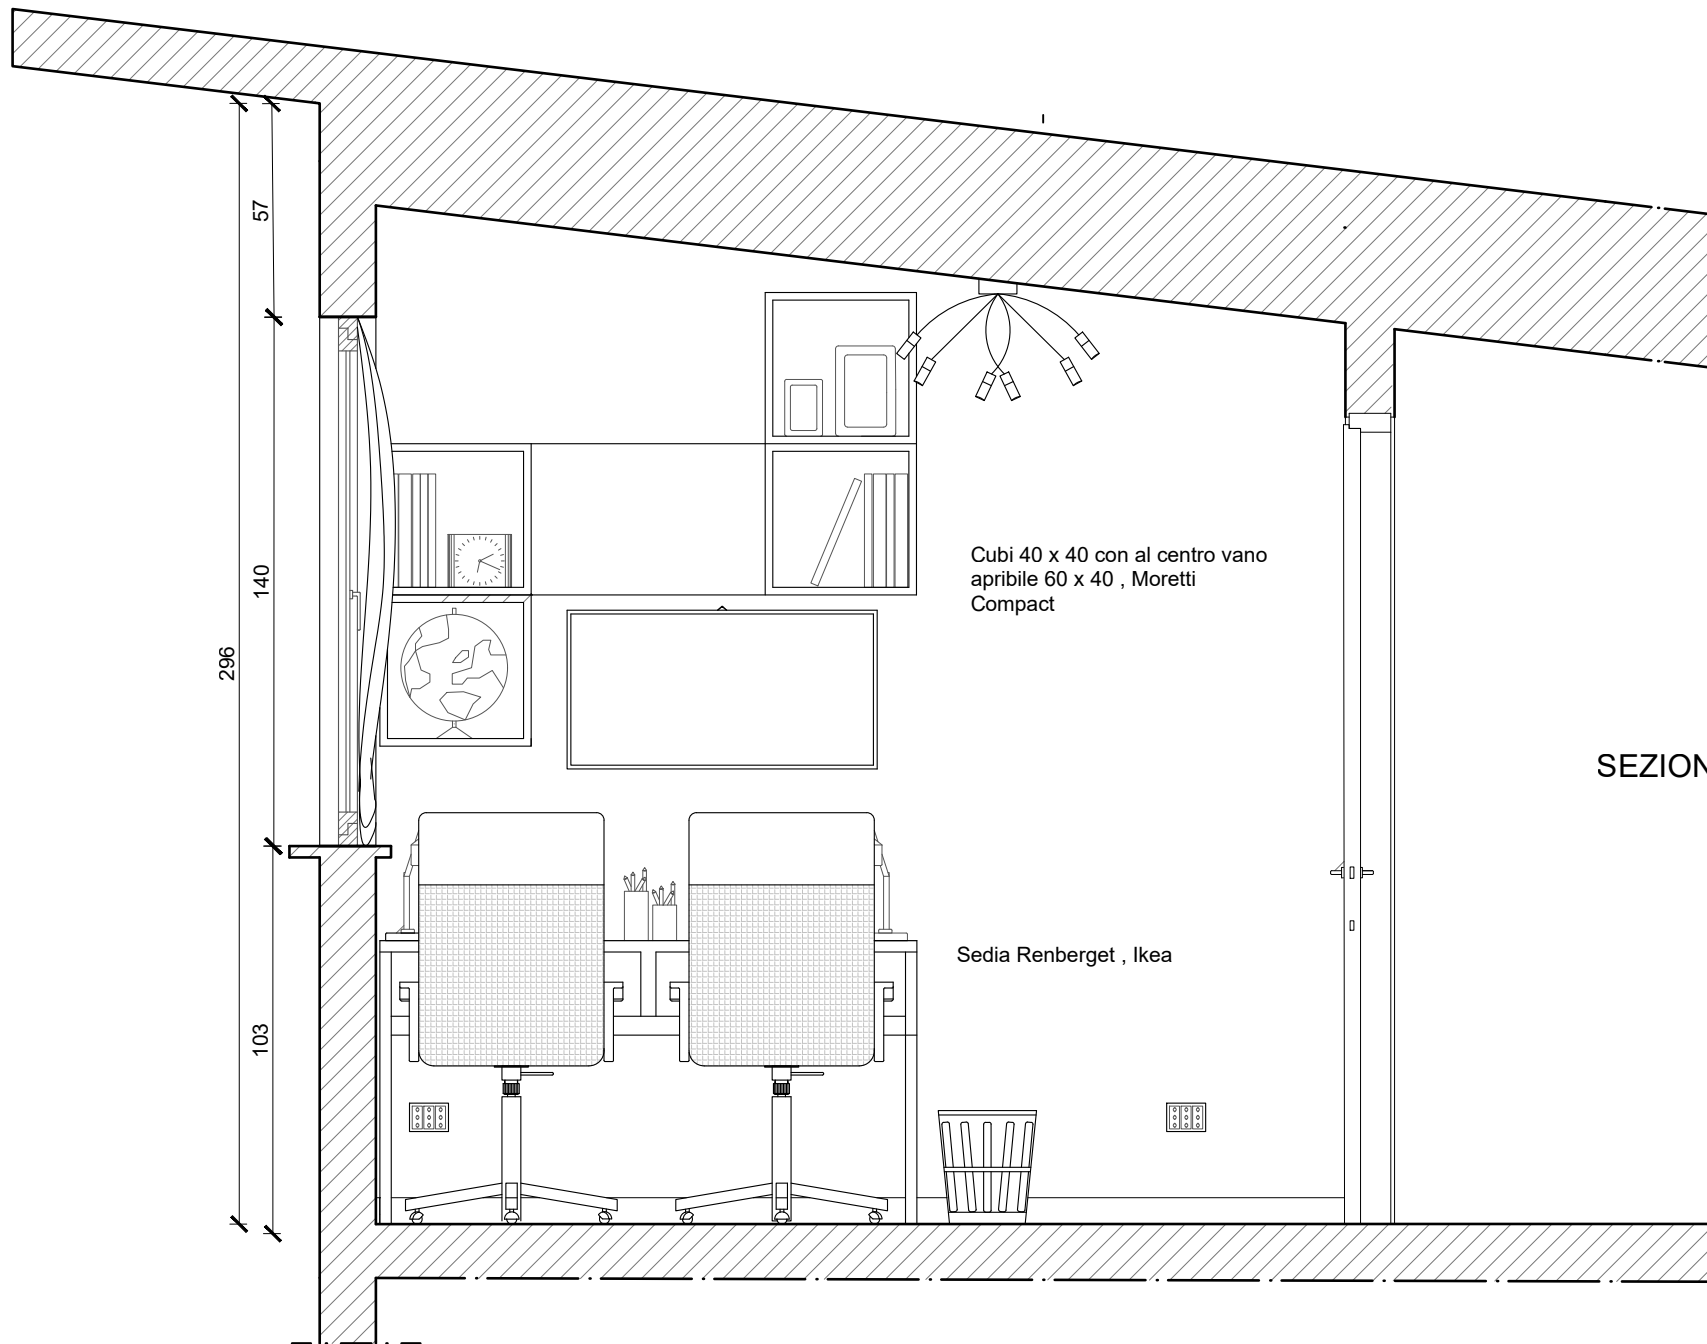 57
140
296
103
Cubi 40 x 40 con al centro vano
apribile 60 x 40 , Moretti
Compact
SEZION
Sedia Renberget , Ikea